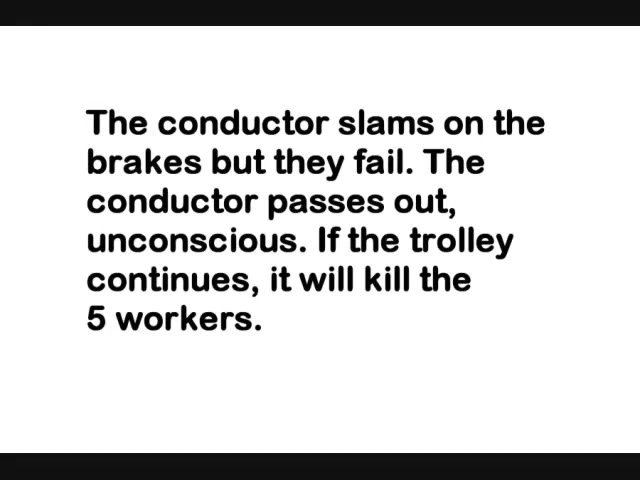 The conductor slams on the
brakes but they fail. The
conductor passes out,
unconscious. If the trolley
continues, it will kill the
5 workers.